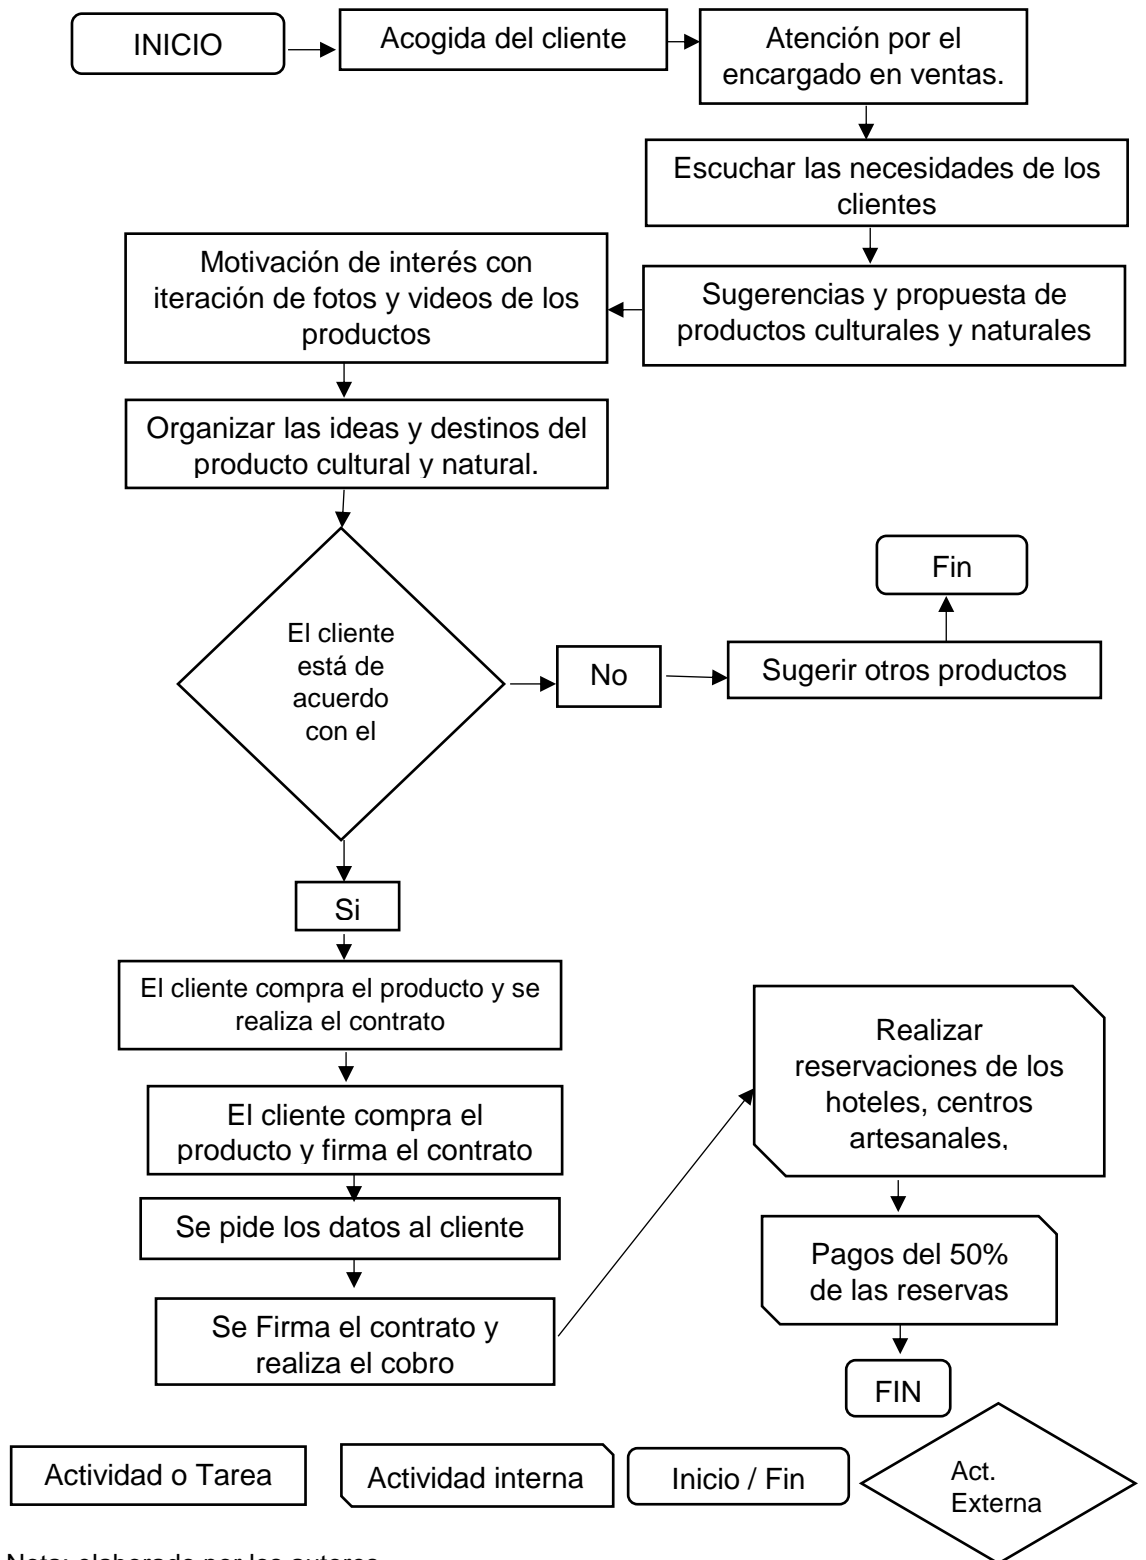 INICIO
Acogida del cliente
Atención por el
encargado en ventas.
Escuchar las necesidades de los
clientes
Sugerencias y propuesta de
productos culturales y naturales
Motivación de interés con
iteración de fotos y videos de los
productos
Organizar las ideas y destinos del
producto cultural y natural.
El cliente
está de
acuerdo
con el
No
Sugerir otros productos
Fin
Si
El cliente compra el producto y se
realiza el contrato
El cliente compra el
producto y firma el contrato
Se pide los datos al cliente
Se Firma el contrato y
realiza el cobro
Realizar
reservaciones de los
hoteles, centros
artesanales,
Pagos del 50%
de las reservas
FIN
Actividad o Tarea
Actividad interna
Inicio / Fin
Act.
Externa
Nota: elaborado por los autores